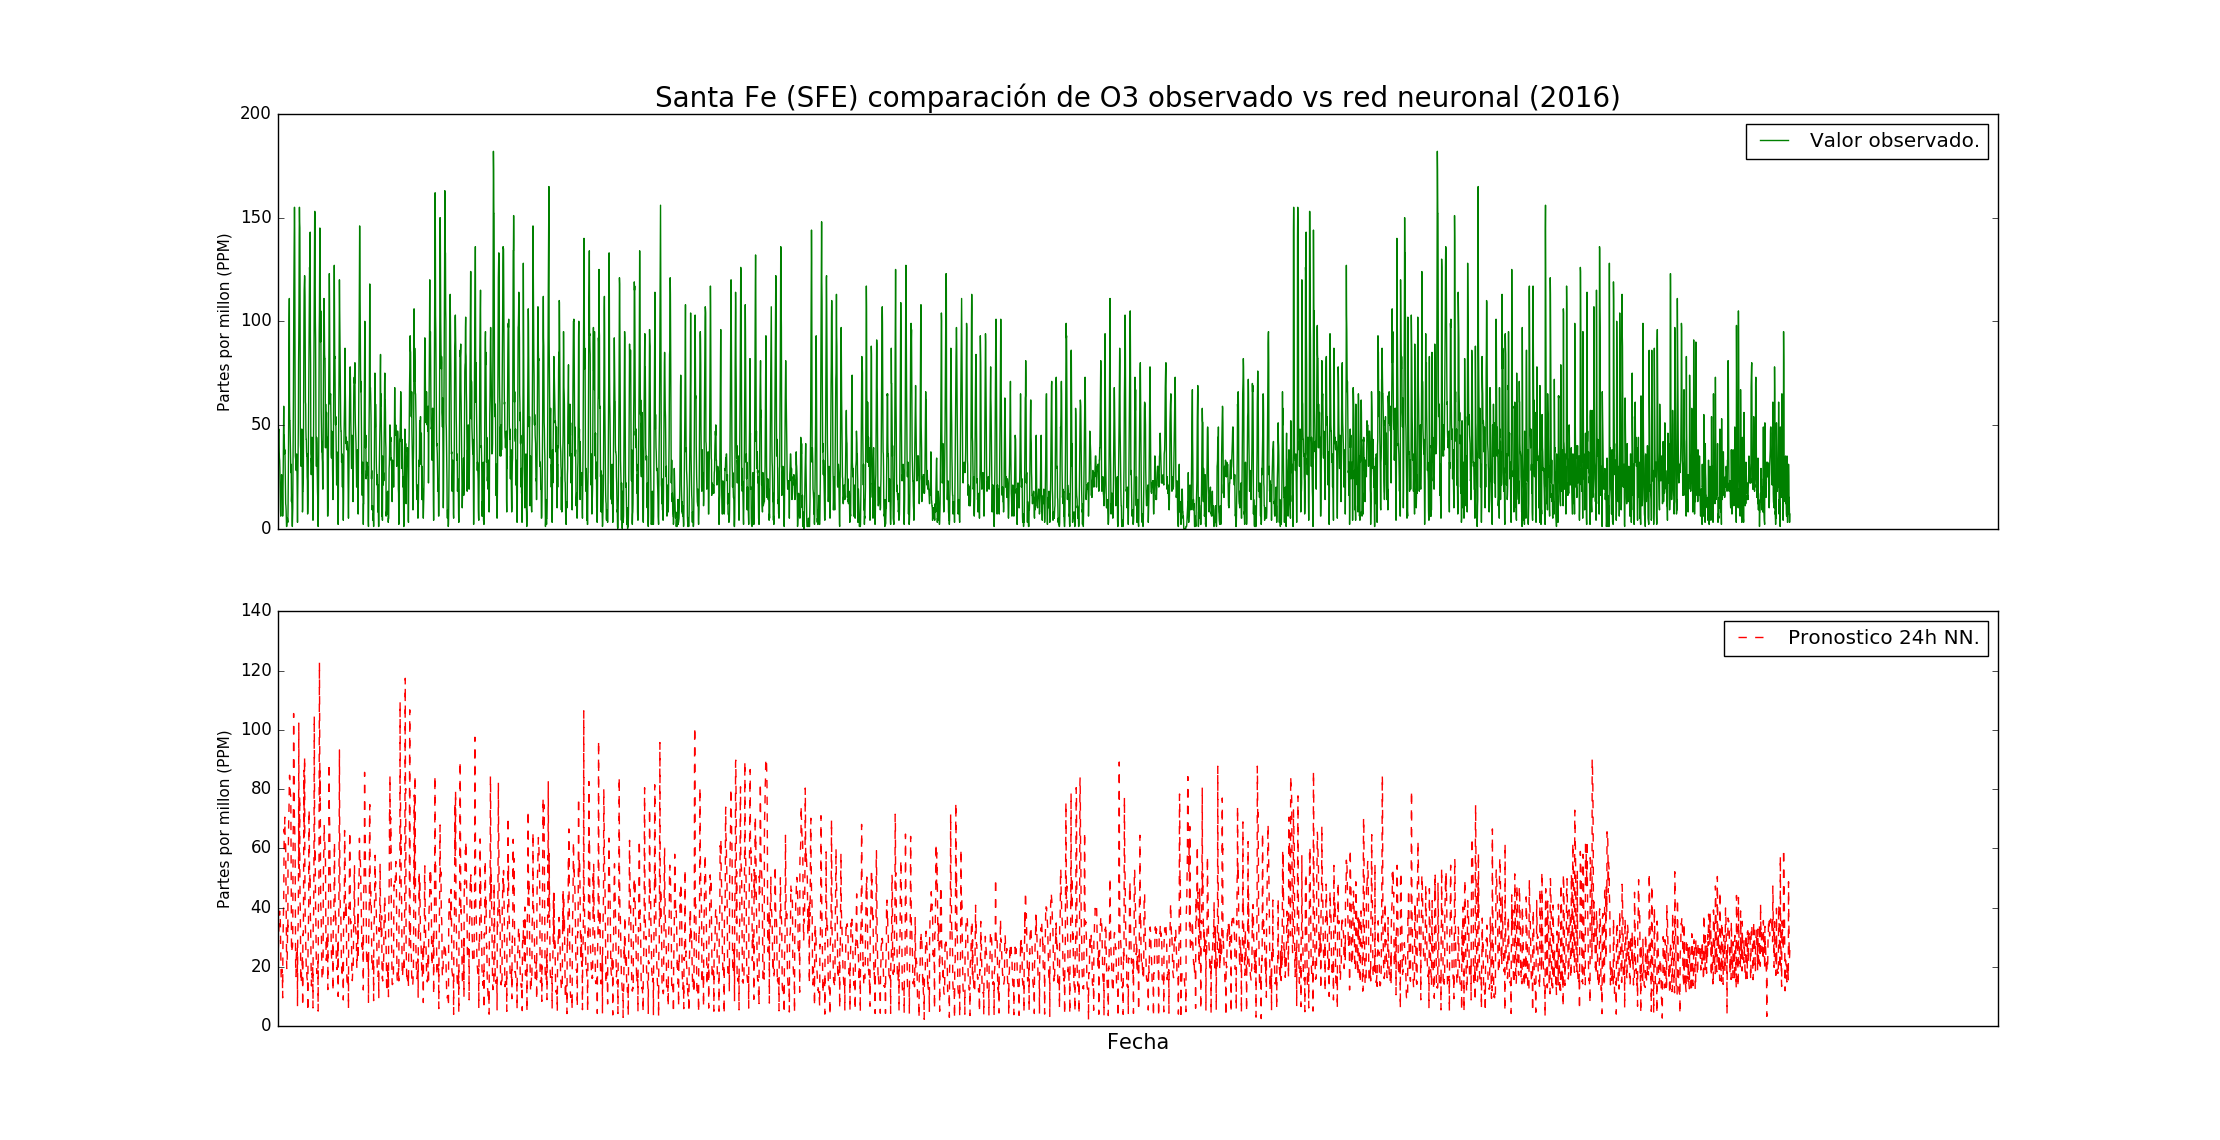 Santa Fe (SFE) comparación de O3 observado vs red neuronal (2016)
200
150
100
50
0
Partes por millon (PPM)
Valor observado.
140
120
100
80
60
40
20
0
Partes por millon (PPM)
Pronostico 24h NN.
Fecha